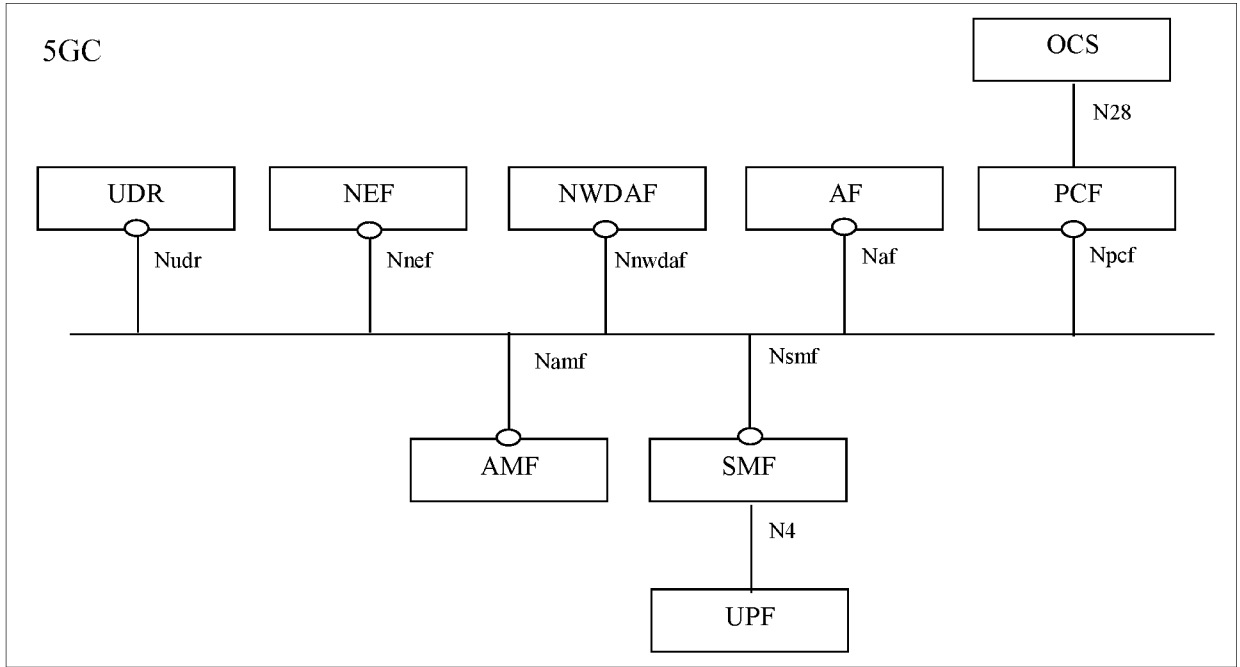 5GC
OCS
N28
UDR
NEF
NWDAF
AF
PCF
Nudr
Nnef
Nnwdaf
Naf
Npcf
Namf
Nsmf
AMF
SMF
N4
UPF